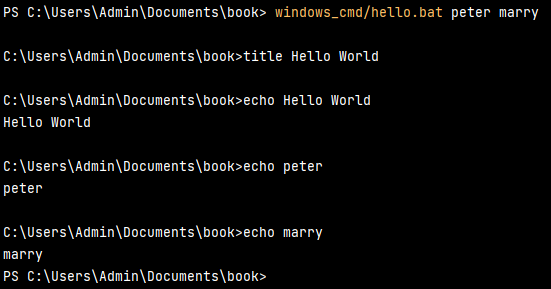 PS C:\Users\Admin\Documents\book> windows_cmd/hello.bat peter marry
C:\Users\Admin\Documents\book>title Hello World
C:\Users\Admin\Documents\book>echo Hello World
Hello World
C:\Users\Admin\Documents\book>echo peter
peter
C:\Users\Admin\Documents\book>echo marry
marry
PS C:\Users\Admin\Documents\book>